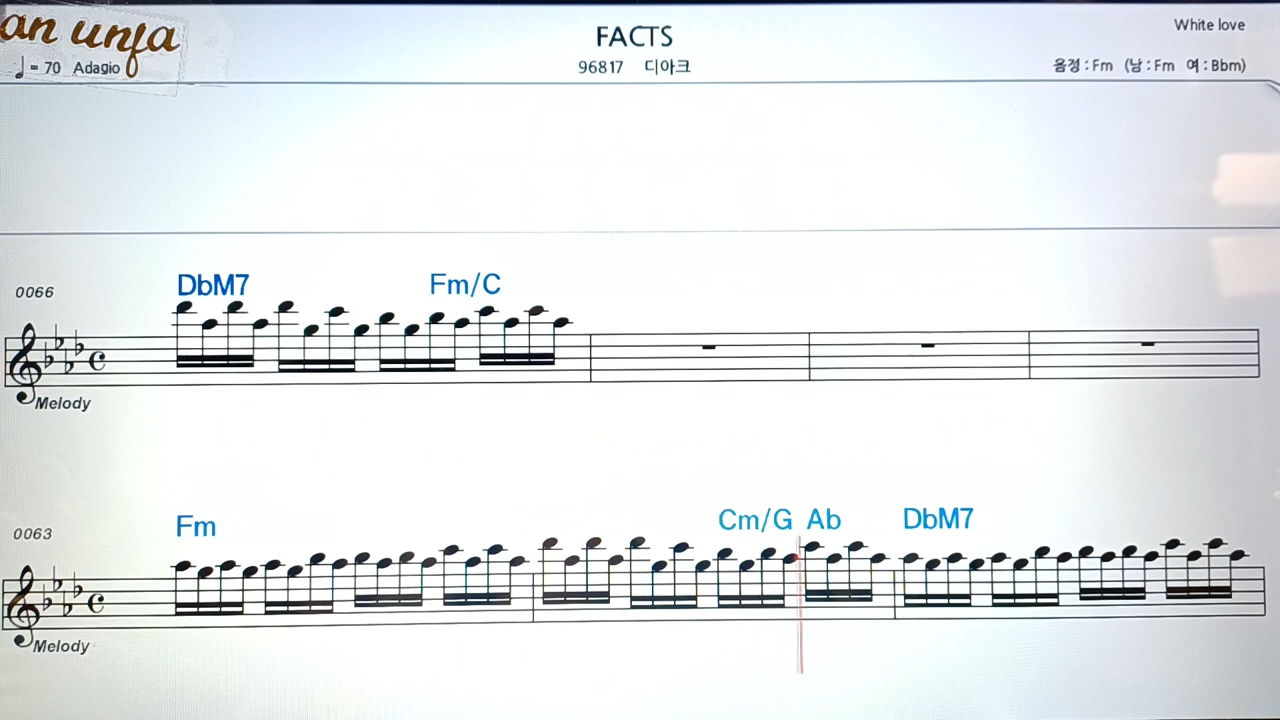 an unfa
FACTS
White love
♩= 70 Adagio
96817 디아크
음정 : Fm (남 : Fm 여 : Bbm)
DbM7 Fm/C
0066
Melody
Fm Cm/G Ab DbM7
0063
Melody